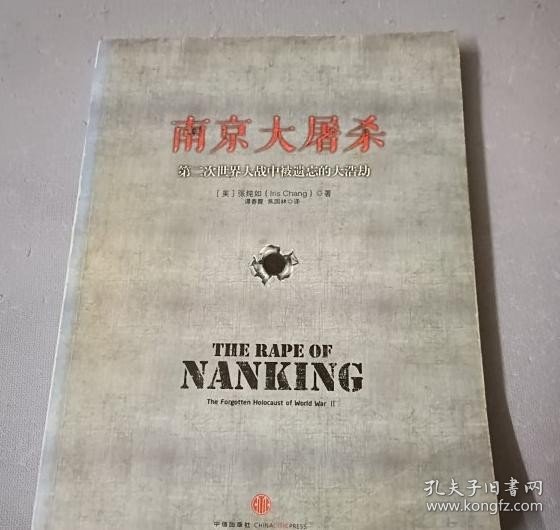 南京大屠杀
第二次世界大战中被遗忘的大浩劫
[美]张纯如(Iris Chang)◎著
谭春霞 焦国林◎译
THE RAPE OF
NANKING
The Forgotten Holocaust of World War II
中信出版社 CHINA CITIC PRESS
孔夫子旧书网
kongfz.com